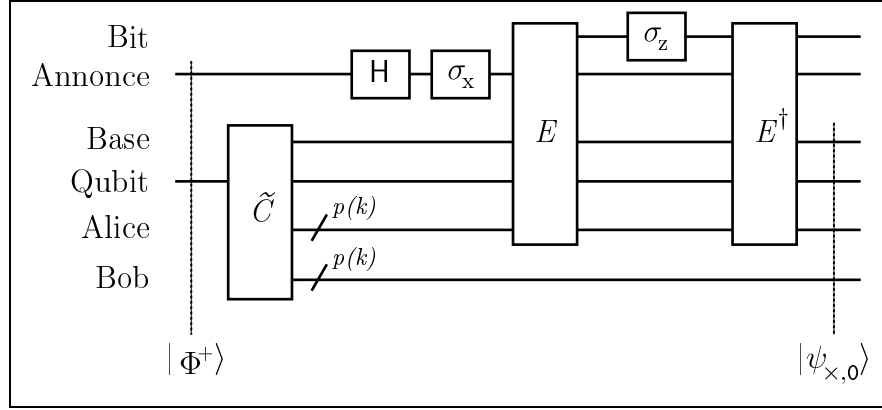 Bit
σz
Annonce
H
σx
Base
E
E†
Qubit
C̃
p(k)
Alice
p(k)
Bob
|Φ+⟩
|ψ×,0⟩